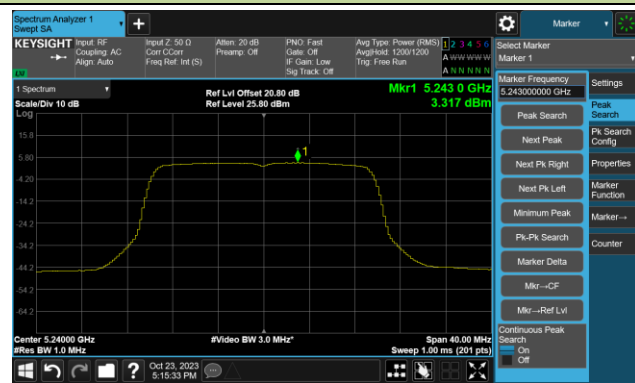 Spectrum Analyzer 1
Swept SA
Marker
KEYSIGHT
Input: RF
Coupling: AC
Align: Auto
Input Z: 50 Ω
Corr CCorr
Freq Ref: Int (S)
Atten: 20 dB
Preamp: Off
PNO: Fast
Gate: Off
IF Gain: Low
Sig Track: Off
Avg Type: Power (RMS)
Avg|Hold: 1200/1200
Trig: Free Run
1 2 3 4 5 6
A W W W W W
A N N N N N
LW
Select Marker
Marker 1
1 Spectrum
Scale/Div 10 dB
Log
Ref Lvl Offset 20.80 dB
Ref Level 25.80 dBm
Mkr1 5.243 0 GHz
3.317 dBm
15.8
5.80
-4.20
-14.2
-24.2
-34.2
-44.2
-54.2
-64.2
1
Center 5.24000 GHz
#Res BW 1.0 MHz
#Video BW 3.0 MHz*
Span 40.00 MHz
Sweep 1.00 ms (201 pts)
Marker Frequency
5.243000000 GHz
Peak Search
Next Peak
Next Pk Right
Next Pk Left
Minimum Peak
Pk-Pk Search
Marker Delta
Mkr→CF
Mkr→Ref Lvl
Continuous Peak
Search
On
Off
Settings
Peak
Search
Pk Search
Config
Properties
Marker
Function
Marker→
Counter
?
Oct 23, 2023
5:15:33 PM